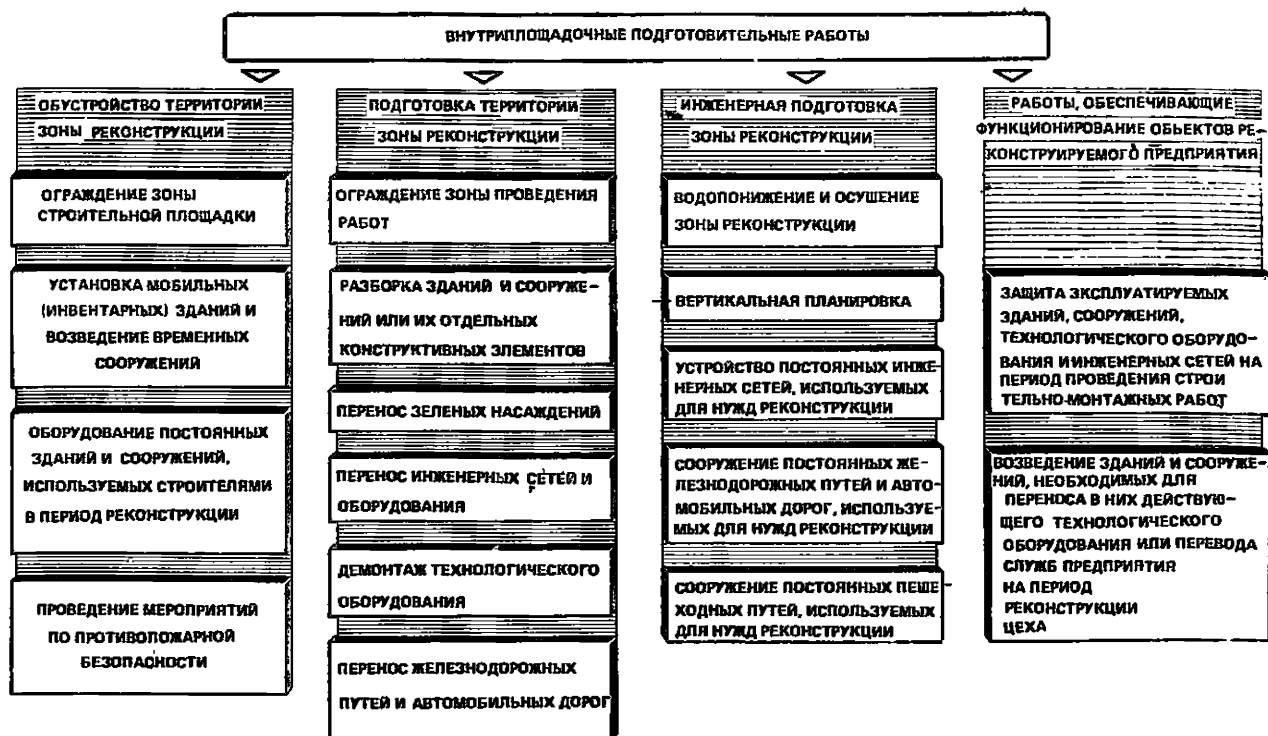 ВНУТРИПЛОЩАДОЧНЫЕ ПОДГОТОВИТЕЛЬНЫЕ РАБОТЫ
ОБУСТРОЙСТВО ТЕРРИТОРИИ
ЗОНЫ РЕКОНСТРУКЦИИ
ОГРАЖДЕНИЕ ЗОНЫ
СТРОИТЕЛЬНОЙ ПЛОЩАДКИ
УСТАНОВКА МОБИЛЬНЫХ
(ИНВЕНТАРНЫХ) ЗДАНИЙ И
ВОЗВЕДЕНИЕ ВРЕМЕННЫХ
СООРУЖЕНИЙ
ОБОРУДОВАНИЕ ПОСТОЯННЫХ
ЗДАНИЙ И СООРУЖЕНИЙ,
ИСПОЛЬЗУЕМЫХ СТРОИТЕЛЯМИ
В ПЕРИОД РЕКОНСТРУКЦИИ
ПРОВЕДЕНИЕ МЕРОПРИЯТИЙ
ПО ПРОТИВОПОЖАРНОЙ
БЕЗОПАСНОСТИ
ПОДГОТОВКА ТЕРРИТОРИИ
ЗОНЫ РЕКОНСТРУКЦИИ
ОГРАЖДЕНИЕ ЗОНЫ ПРОВЕДЕНИЯ
РАБОТ
РАЗБОРКА ЗДАНИЙ И СООРУЖЕ-
НИЙ ИЛИ ИХ ОТДЕЛЬНЫХ
КОНСТРУКТИВНЫХ ЭЛЕМЕНТОВ
ПЕРЕНОС ЗЕЛЕНЫХ НАСАЖДЕНИЙ
ПЕРЕНОС ИНЖЕНЕРНЫХ СЕТЕЙ И
ОБОРУДОВАНИЯ
ДЕМОНТАЖ ТЕХНОЛОГИЧЕСКОГО
ОБОРУДОВАНИЯ
ПЕРЕНОС ЖЕЛЕЗНОДОРОЖНЫХ
ПУТЕЙ И АВТОМОБИЛЬНЫХ ДОРОГ
ИНЖЕНЕРНАЯ ПОДГОТОВКА
ЗОНЫ РЕКОНСТРУКЦИИ
ВОДОПОНИЖЕНИЕ И ОСУШЕНИЕ
ЗОНЫ РЕКОНСТРУКЦИИ
ВЕРТИКАЛЬНАЯ ПЛАНИРОВКА
УСТРОЙСТВО ПОСТОЯННЫХ ИНЖЕ-
НЕРНЫХ СЕТЕЙ, ИСПОЛЬЗУЕМЫХ
ДЛЯ НУЖД РЕКОНСТРУКЦИИ
СООРУЖЕНИЕ ПОСТОЯННЫХ ЖЕ-
ЛЕЗНОДОРОЖНЫХ ПУТЕЙ И АВТО-
МОБИЛЬНЫХ ДОРОГ, ИСПОЛЬЗУЕ-
МЫХ ДЛЯ НУЖД РЕКОНСТРУКЦИИ
СООРУЖЕНИЕ ПОСТОЯННЫХ ПЕШЕ-
ХОДНЫХ ПУТЕЙ, ИСПОЛЬЗУЕМЫХ
ДЛЯ НУЖД РЕКОНСТРУКЦИИ
РАБОТЫ, ОБЕСПЕЧИВАЮЩИЕ
ФУНКЦИОНИРОВАНИЕ ОБЬЕКТОВ РЕ-
КОНСТРУИРУЕМОГО ПРЕДПРИЯТИЯ
ЗАЩИТА ЭКСПЛУАТИРУЕМЫХ
ЗДАНИЙ, СООРУЖЕНИЙ,
ТЕХНОЛОГИЧЕСКОГО ОБОРУДО-
ВАНИЯ И ИНЖЕНЕРНЫХ СЕТЕЙ НА
ПЕРИОД ПРОВЕДЕНИЯ СТРОИ
ТЕЛЬНО-МОНТАЖНЫХ РАБОТ
ВОЗВЕДЕНИЕ ЗДАНИЙ И СООРУЖЕ-
НИЙ, НЕОБХОДИМЫХ ДЛЯ
ПЕРЕНОСА В НИХ ДЕЙСТВУЮ-
ЩЕГО ТЕХНОЛОГИЧЕСКОГО
ОБОРУДОВАНИЯ ИЛИ ПЕРЕВОДА
СЛУЖБ ПРЕДПРИЯТИЯ
НА ПЕРИОД
РЕКОНСТРУКЦИИ
ЦЕХА